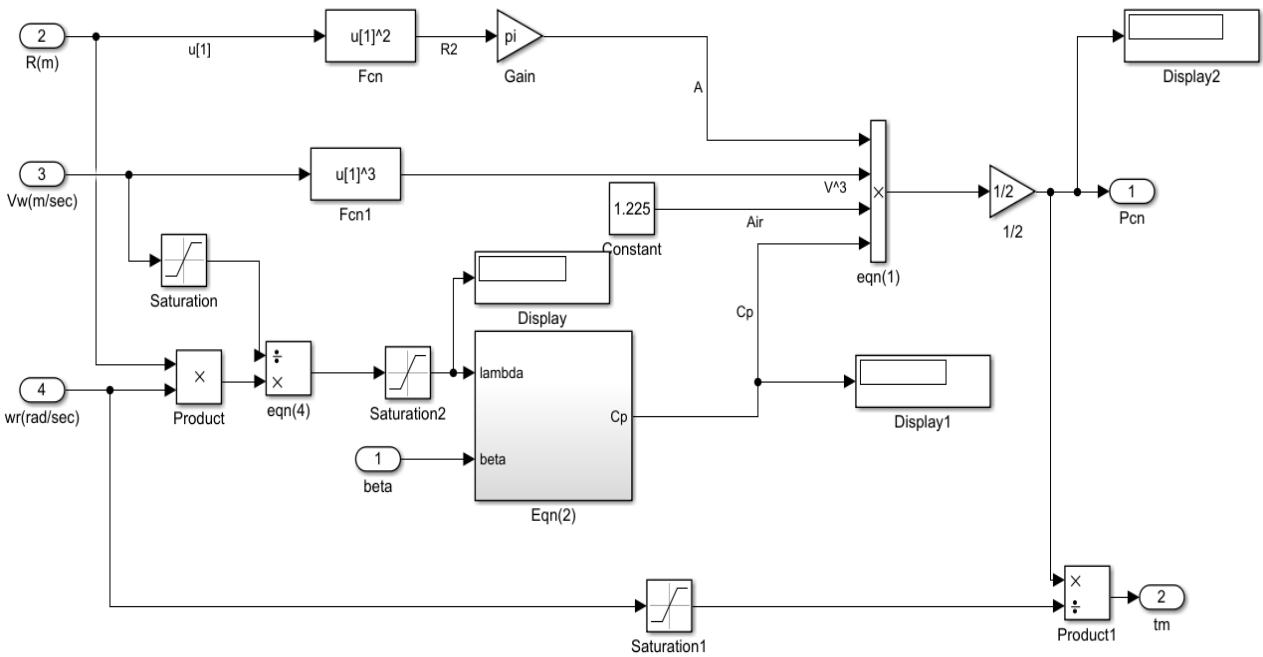 2
R(m)
u[1]
u[1]^2
Fcn
R2
pi
Gain
A
Display2
3
Vw(m/sec)
u[1]^3
Fcn1
V^3
1.225
Constant
Air
×
eqn(1)
1/2
1/2
1
Pcn
Saturation
Display
Cp
÷
×
eqn(4)
Saturation2
lambda
Cp
beta
Eqn(2)
Display1
4
wr(rad/sec)
×
Product
1
beta
Saturation1
×
÷
Product1
2
tm